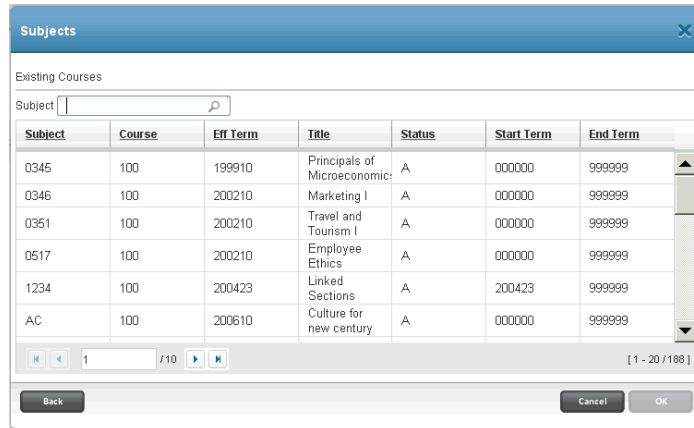 Subjects
Existing Courses
Subject
Subject Course Eff Term Title Status Start Term End Term
0345 100 199910 Principals of Microeconomics A 000000 999999
0346 100 200210 Marketing I A 000000 999999
0351 100 200210 Travel and Tourism I A 000000 999999
0517 100 200210 Employee Ethics A 000000 999999
1234 100 200423 Linked Sections A 200423 999999
AC 100 200610 Culture for new century A 000000 999999
1 / 10 [ 1 - 20 / 188 ]
Back Cancel OK